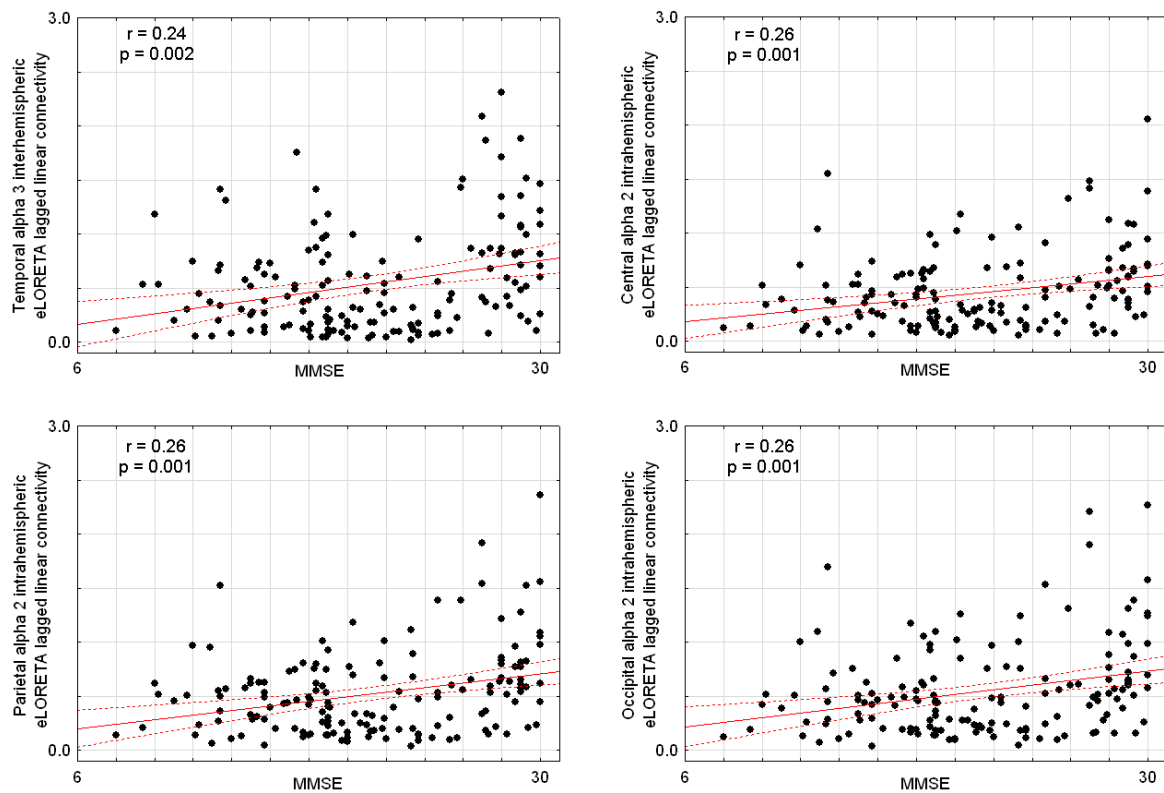 Temporal alpha 3 interhemispheric
eLORETA lagged linear connectivity
3.0
0.0
r = 0.24
p = 0.002
6
MMSE
30
Central alpha 2 intrahemispheric
eLORETA lagged linear connectivity
3.0
0.0
r = 0.26
p = 0.001
6
MMSE
30
Parietal alpha 2 intrahemispheric
eLORETA lagged linear connectivity
3.0
0.0
r = 0.26
p = 0.001
6
MMSE
30
Occipital alpha 2 intrahemispheric
eLORETA lagged linear connectivity
3.0
0.0
r = 0.26
p = 0.001
6
MMSE
30